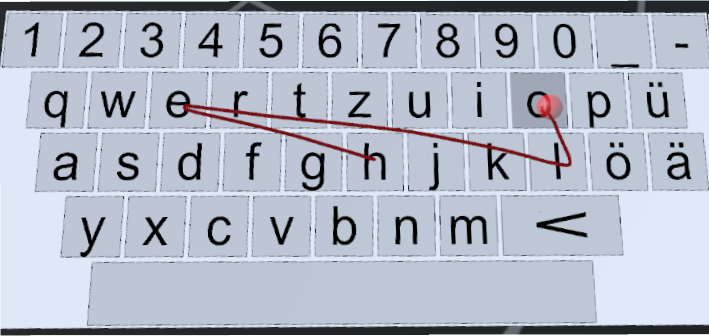 1 2 3 4 5 6 7 8 9 0 _ -
q w e r t z u i o p ü
a s d f g h j k l ö ä
y x c v b n m <